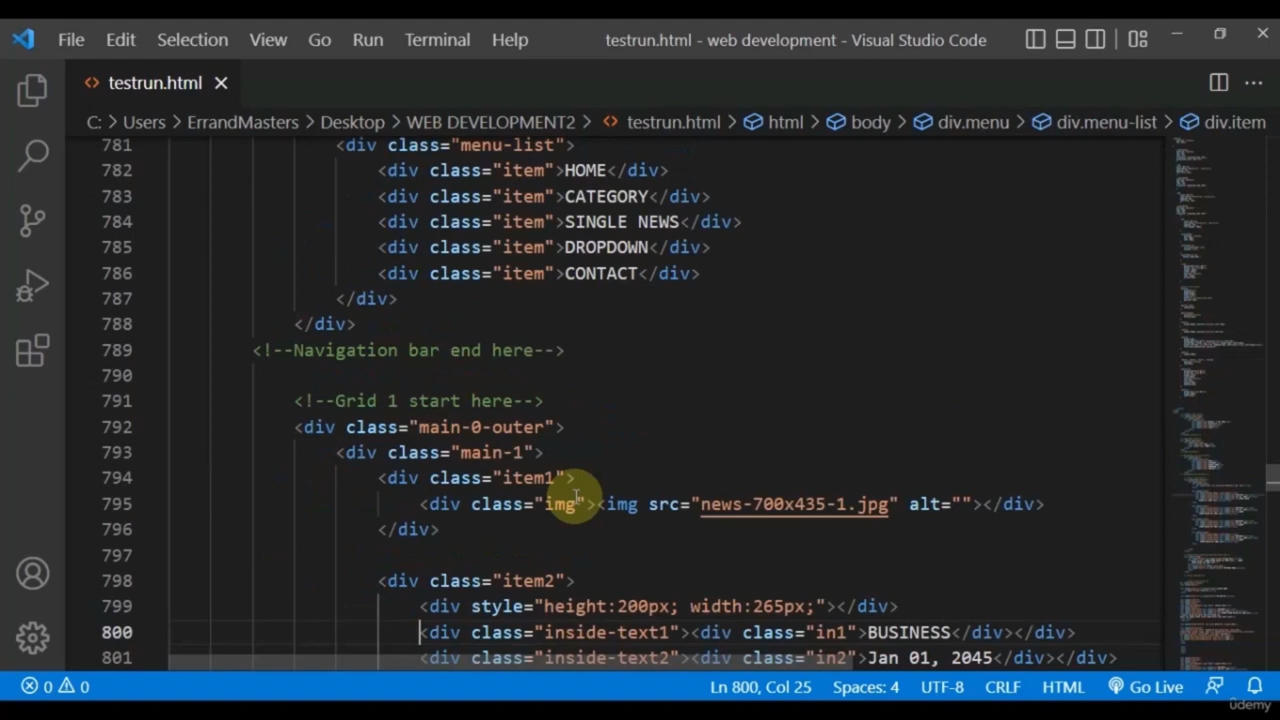 File Edit Selection View Go Run Terminal Help testrun.html - web development - Visual Studio Code
<> testrun.html
C: > Users > ErrandMasters > Desktop > WEB DEVELOPMENT2 > <> testrun.html > html > body > div.menu > div.menu-list > div.item
781 <div class="menu-list">
782 <div class="item">HOME</div>
783 <div class="item">CATEGORY</div>
784 <div class="item">SINGLE NEWS</div>
785 <div class="item">DROPDOWN</div>
786 <div class="item">CONTACT</div>
787 </div>
788 </div>
789 <!--Navigation bar end here-->
790
791 <!--Grid 1 start here-->
792 <div class="main-0-outer">
793 <div class="main-1">
794 <div class="item1">
795 <div class="img"><img src="news-700x435-1.jpg" alt=""></div>
796 </div>
797
798 <div class="item2">
799 <div style="height:200px; width:265px;"></div>
800 <div class="inside-text1"><div class="in1">BUSINESS</div></div>
801 <div class="inside-text2"><div class="in2">Jan 01, 2045</div></div>
0 0 Ln 800, Col 25 Spaces: 4 UTF-8 CRLF HTML Go Live
udemy